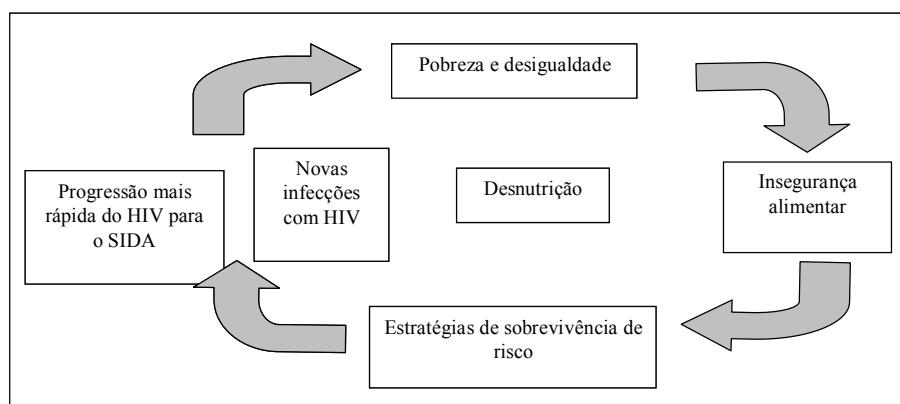 Pobreza e desigualdade
Insegurança
alimentar
Novas
infecções
com HIV
Desnutrição
Progressão mais
rápida do HIV para
o SIDA
Estratégias de sobrevivência de
risco